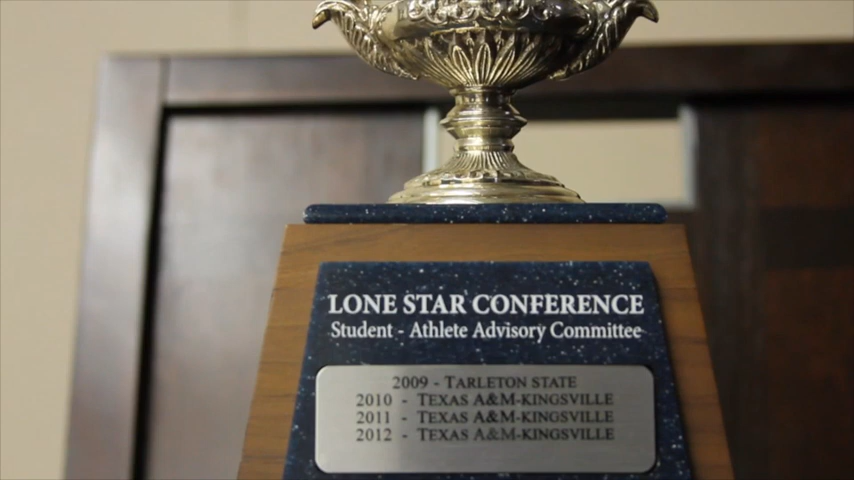 LONE STAR CONFERENCE
Student - Athlete Advisory Committee
2009 - TARLETON STATE
2010 - TEXAS A&M-KINGSVILLE
2011 - TEXAS A&M-KINGSVILLE
2012 - TEXAS A&M-KINGSVILLE